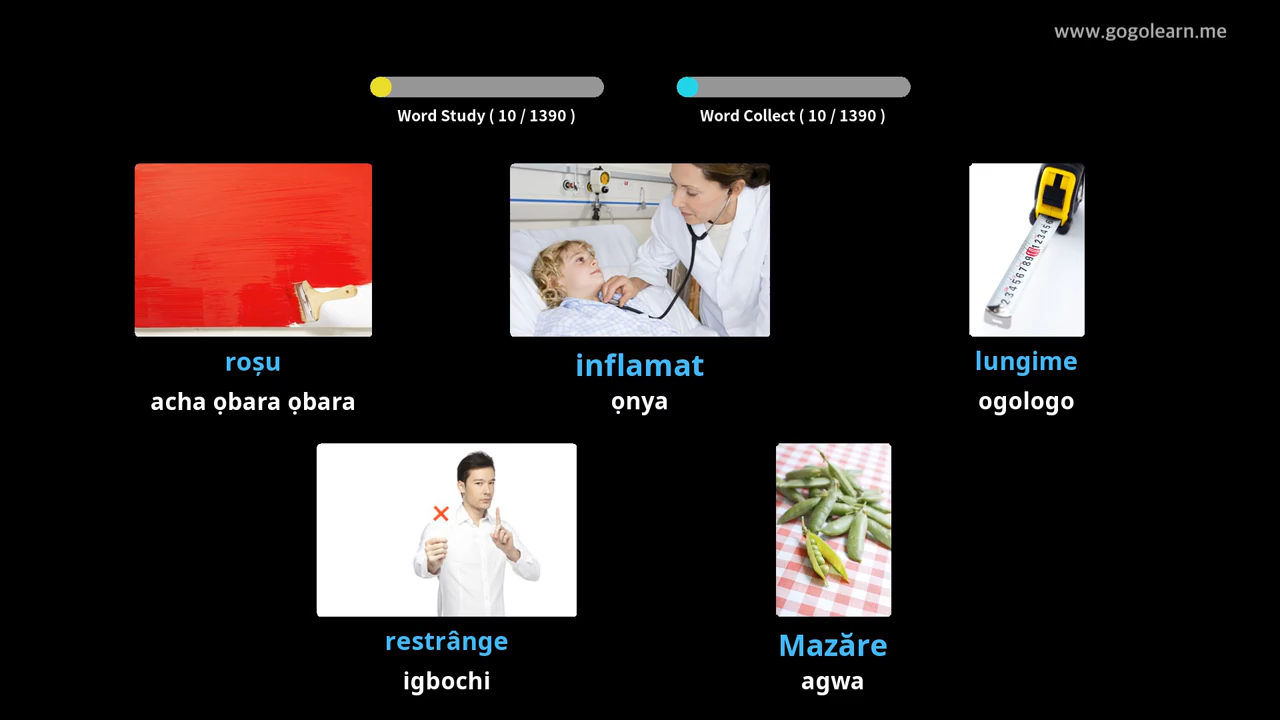 www.gogolearn.me
Word Study ( 10 / 1390 )
Word Collect ( 10 / 1390 )
roșu
acha ọbara ọbara
inflamat
ọnya
lungime
ogologo
restrânge
igbochi
Mazăre
agwa